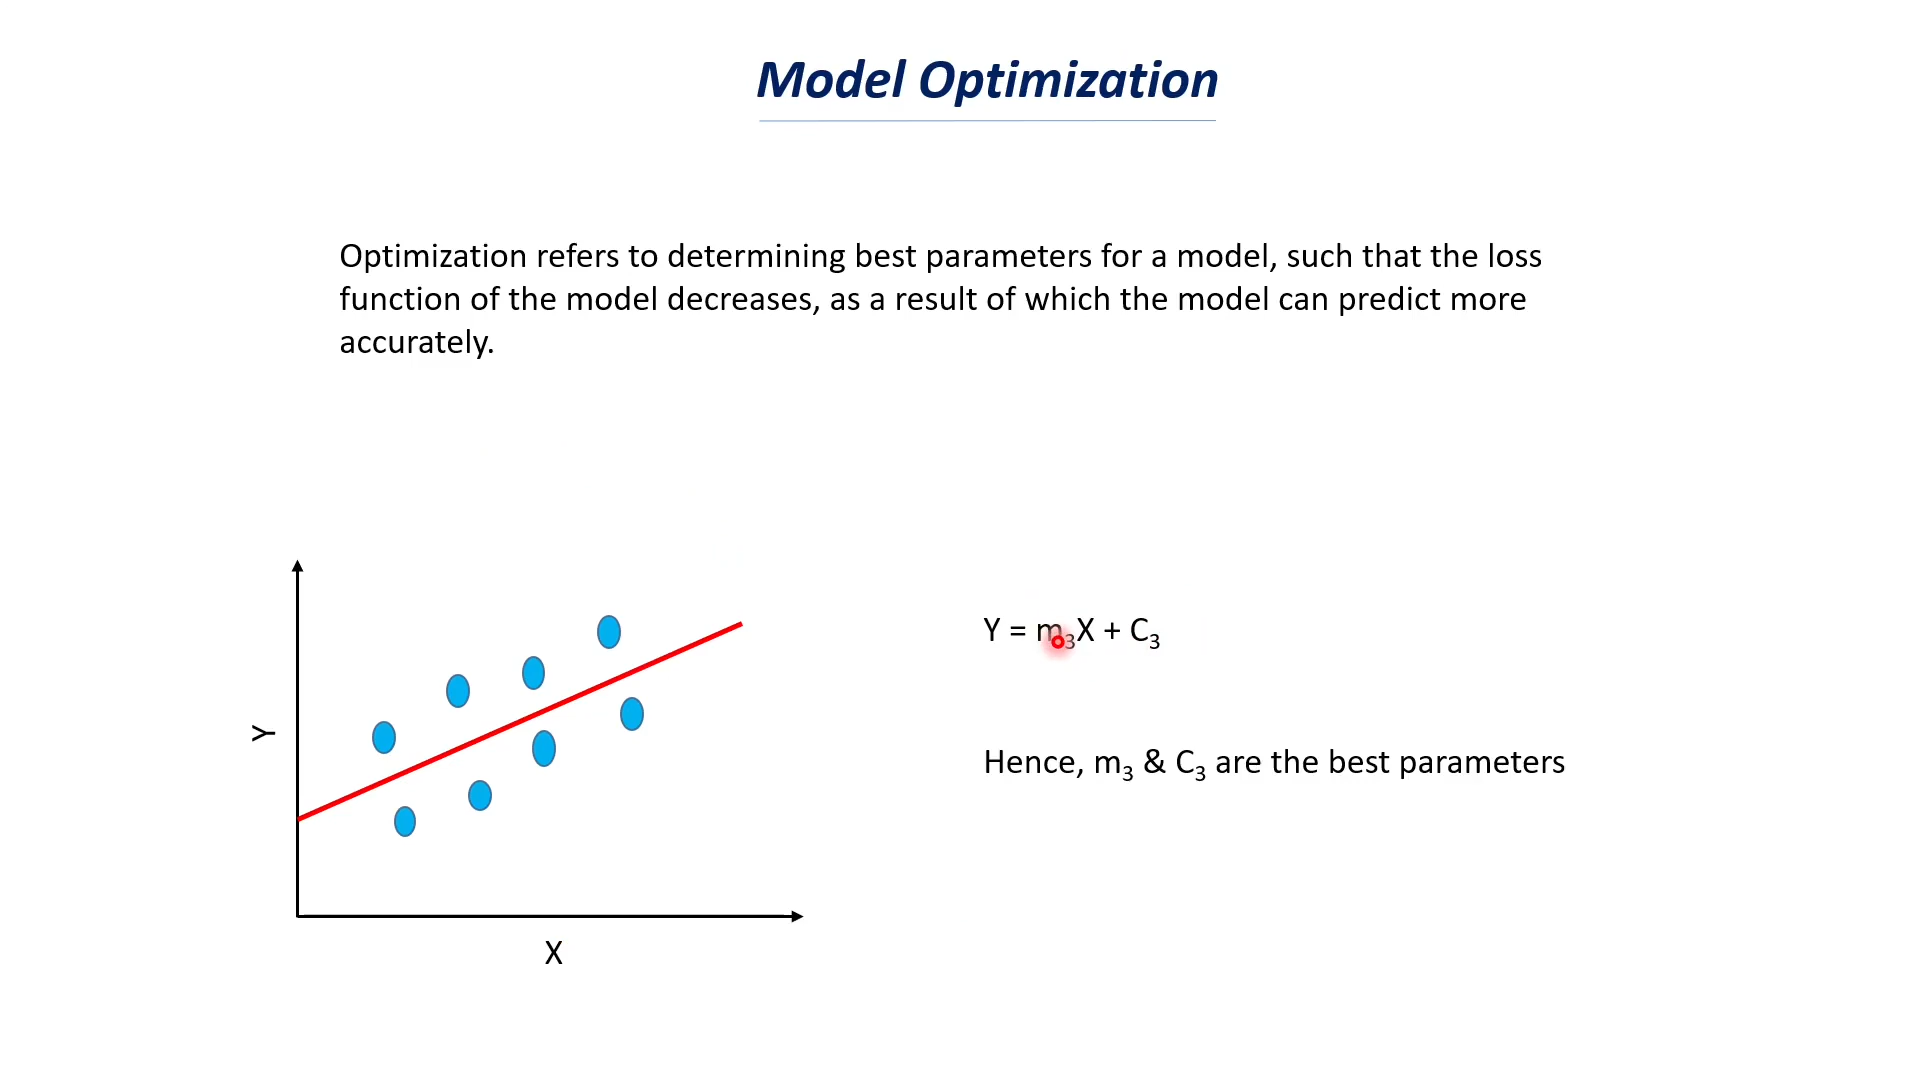 Model Optimization
Optimization refers to determining best parameters for a model, such that the loss
function of the model decreases, as a result of which the model can predict more
accurately.
Y
X
Y = m₃X + C₃
Hence, m₃ & C₃ are the best parameters